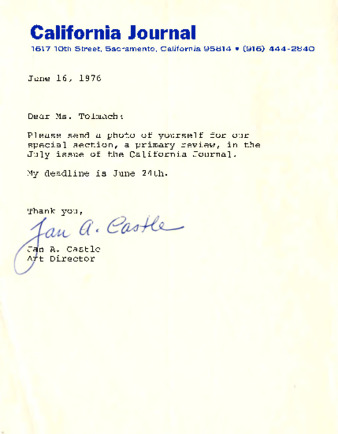 California Journal
1617 10th Street, Sacramento, California 95814 • (916) 444-2840
June 16, 1976
Dear Ms. Tolmach:
Please send a photo of yourself for our
special section, a primary review, in the
July issue of the California Journal.
My deadline is June 24th.
Thank you,
Jan A. Castle
Jan A. Castle
Art Director